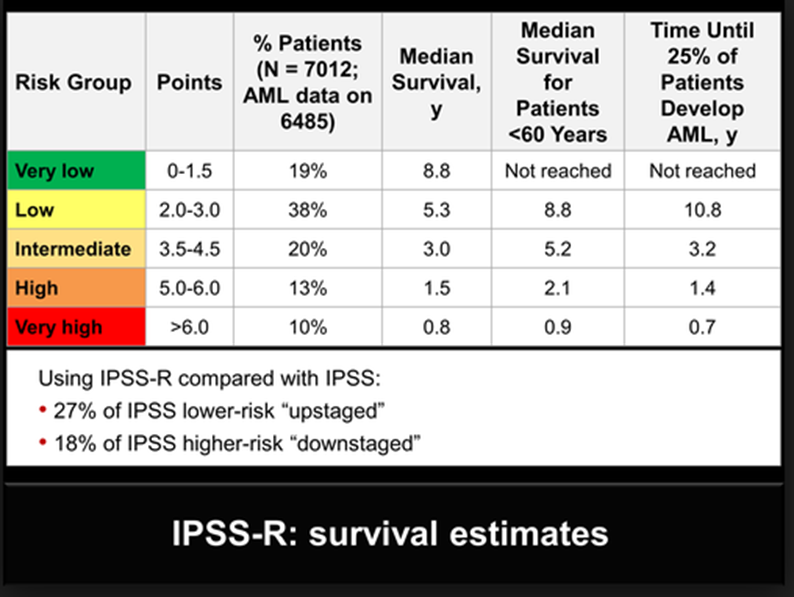 Risk Group Points % Patients (N = 7012; AML data on 6485) Median Survival, y Median Survival for Patients <60 Years Time Until 25% of Patients Develop AML, y
Very low 0-1.5 19% 8.8 Not reached Not reached
Low 2.0-3.0 38% 5.3 8.8 10.8
Intermediate 3.5-4.5 20% 3.0 5.2 3.2
High 5.0-6.0 13% 1.5 2.1 1.4
Very high >6.0 10% 0.8 0.9 0.7
Using IPSS-R compared with IPSS:
• 27% of IPSS lower-risk “upstaged”
• 18% of IPSS higher-risk “downstaged”
IPSS-R: survival estimates